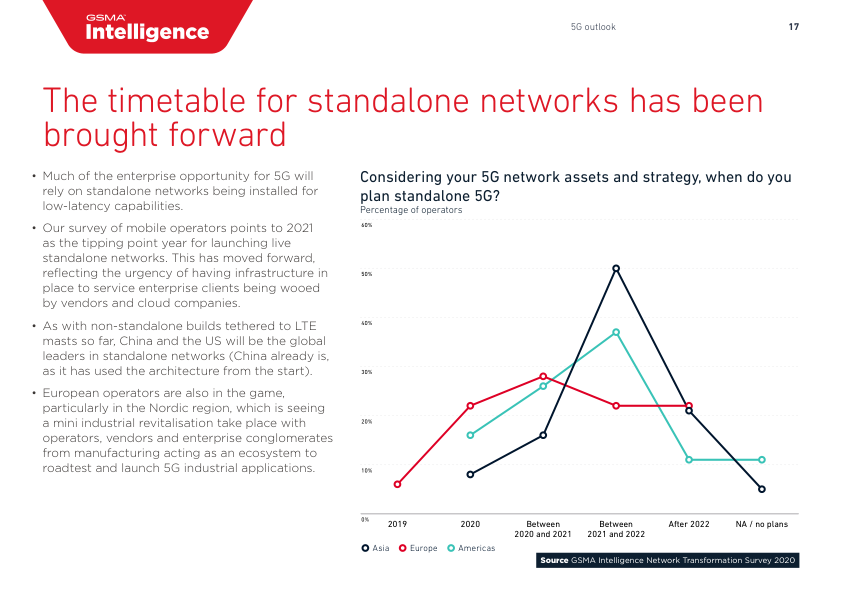 GSMA
Intelligence
5G outlook
17
The timetable for standalone networks has been
brought forward
• Much of the enterprise opportunity for 5G will
rely on standalone networks being installed for
low-latency capabilities.
• Our survey of mobile operators points to 2021
as the tipping point year for launching live
standalone networks. This has moved forward,
reflecting the urgency of having infrastructure in
place to service enterprise clients being wooed
by vendors and cloud companies.
• As with non-standalone builds tethered to LTE
masts so far, China and the US will be the global
leaders in standalone networks (China already is,
as it has used the architecture from the start).
• European operators are also in the game,
particularly in the Nordic region, which is seeing
a mini industrial revitalisation take place with
operators, vendors and enterprise conglomerates
from manufacturing acting as an ecosystem to
roadtest and launch 5G industrial applications.
Considering your 5G network assets and strategy, when do you
plan standalone 5G?
Percentage of operators
60%
50%
40%
30%
20%
10%
0%
2019
2020
Between
2020 and 2021
Between
2021 and 2022
After 2022
NA / no plans
Asia
Europe
Americas
Source GSMA Intelligence Network Transformation Survey 2020